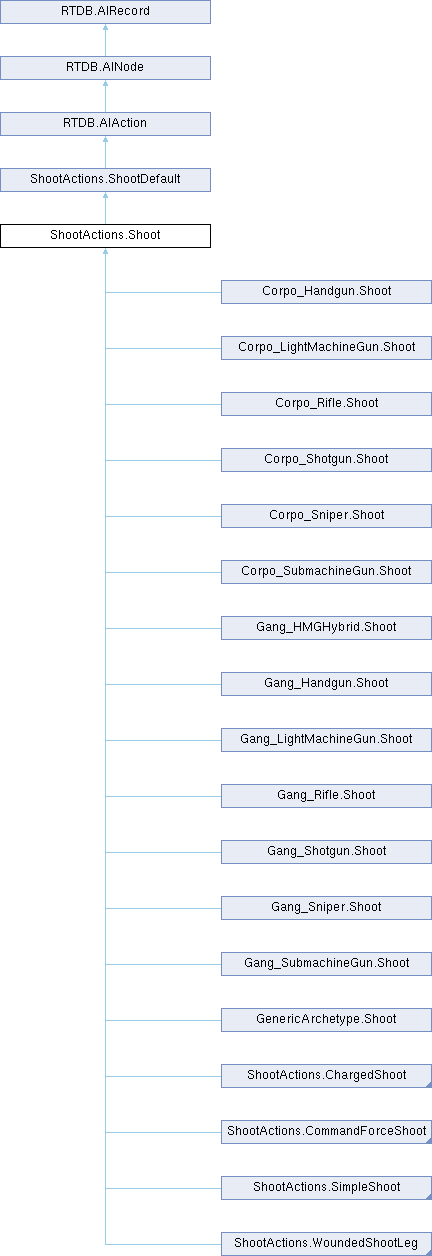 RTDB.AIRecord
RTDB.AINode
RTDB.AIAction
ShootActions.ShootDefault
ShootActions.Shoot
Corpo_Handgun.Shoot
Corpo_LightMachineGun.Shoot
Corpo_Rifle.Shoot
Corpo_Shotgun.Shoot
Corpo_Sniper.Shoot
Corpo_SubmachineGun.Shoot
Gang_HMGHybrid.Shoot
Gang_Handgun.Shoot
Gang_LightMachineGun.Shoot
Gang_Rifle.Shoot
Gang_Shotgun.Shoot
Gang_Sniper.Shoot
Gang_SubmachineGun.Shoot
GenericArchetype.Shoot
ShootActions.ChargedShoot
ShootActions.CommandForceShoot
ShootActions.SimpleShoot
ShootActions.WoundedShootLeg